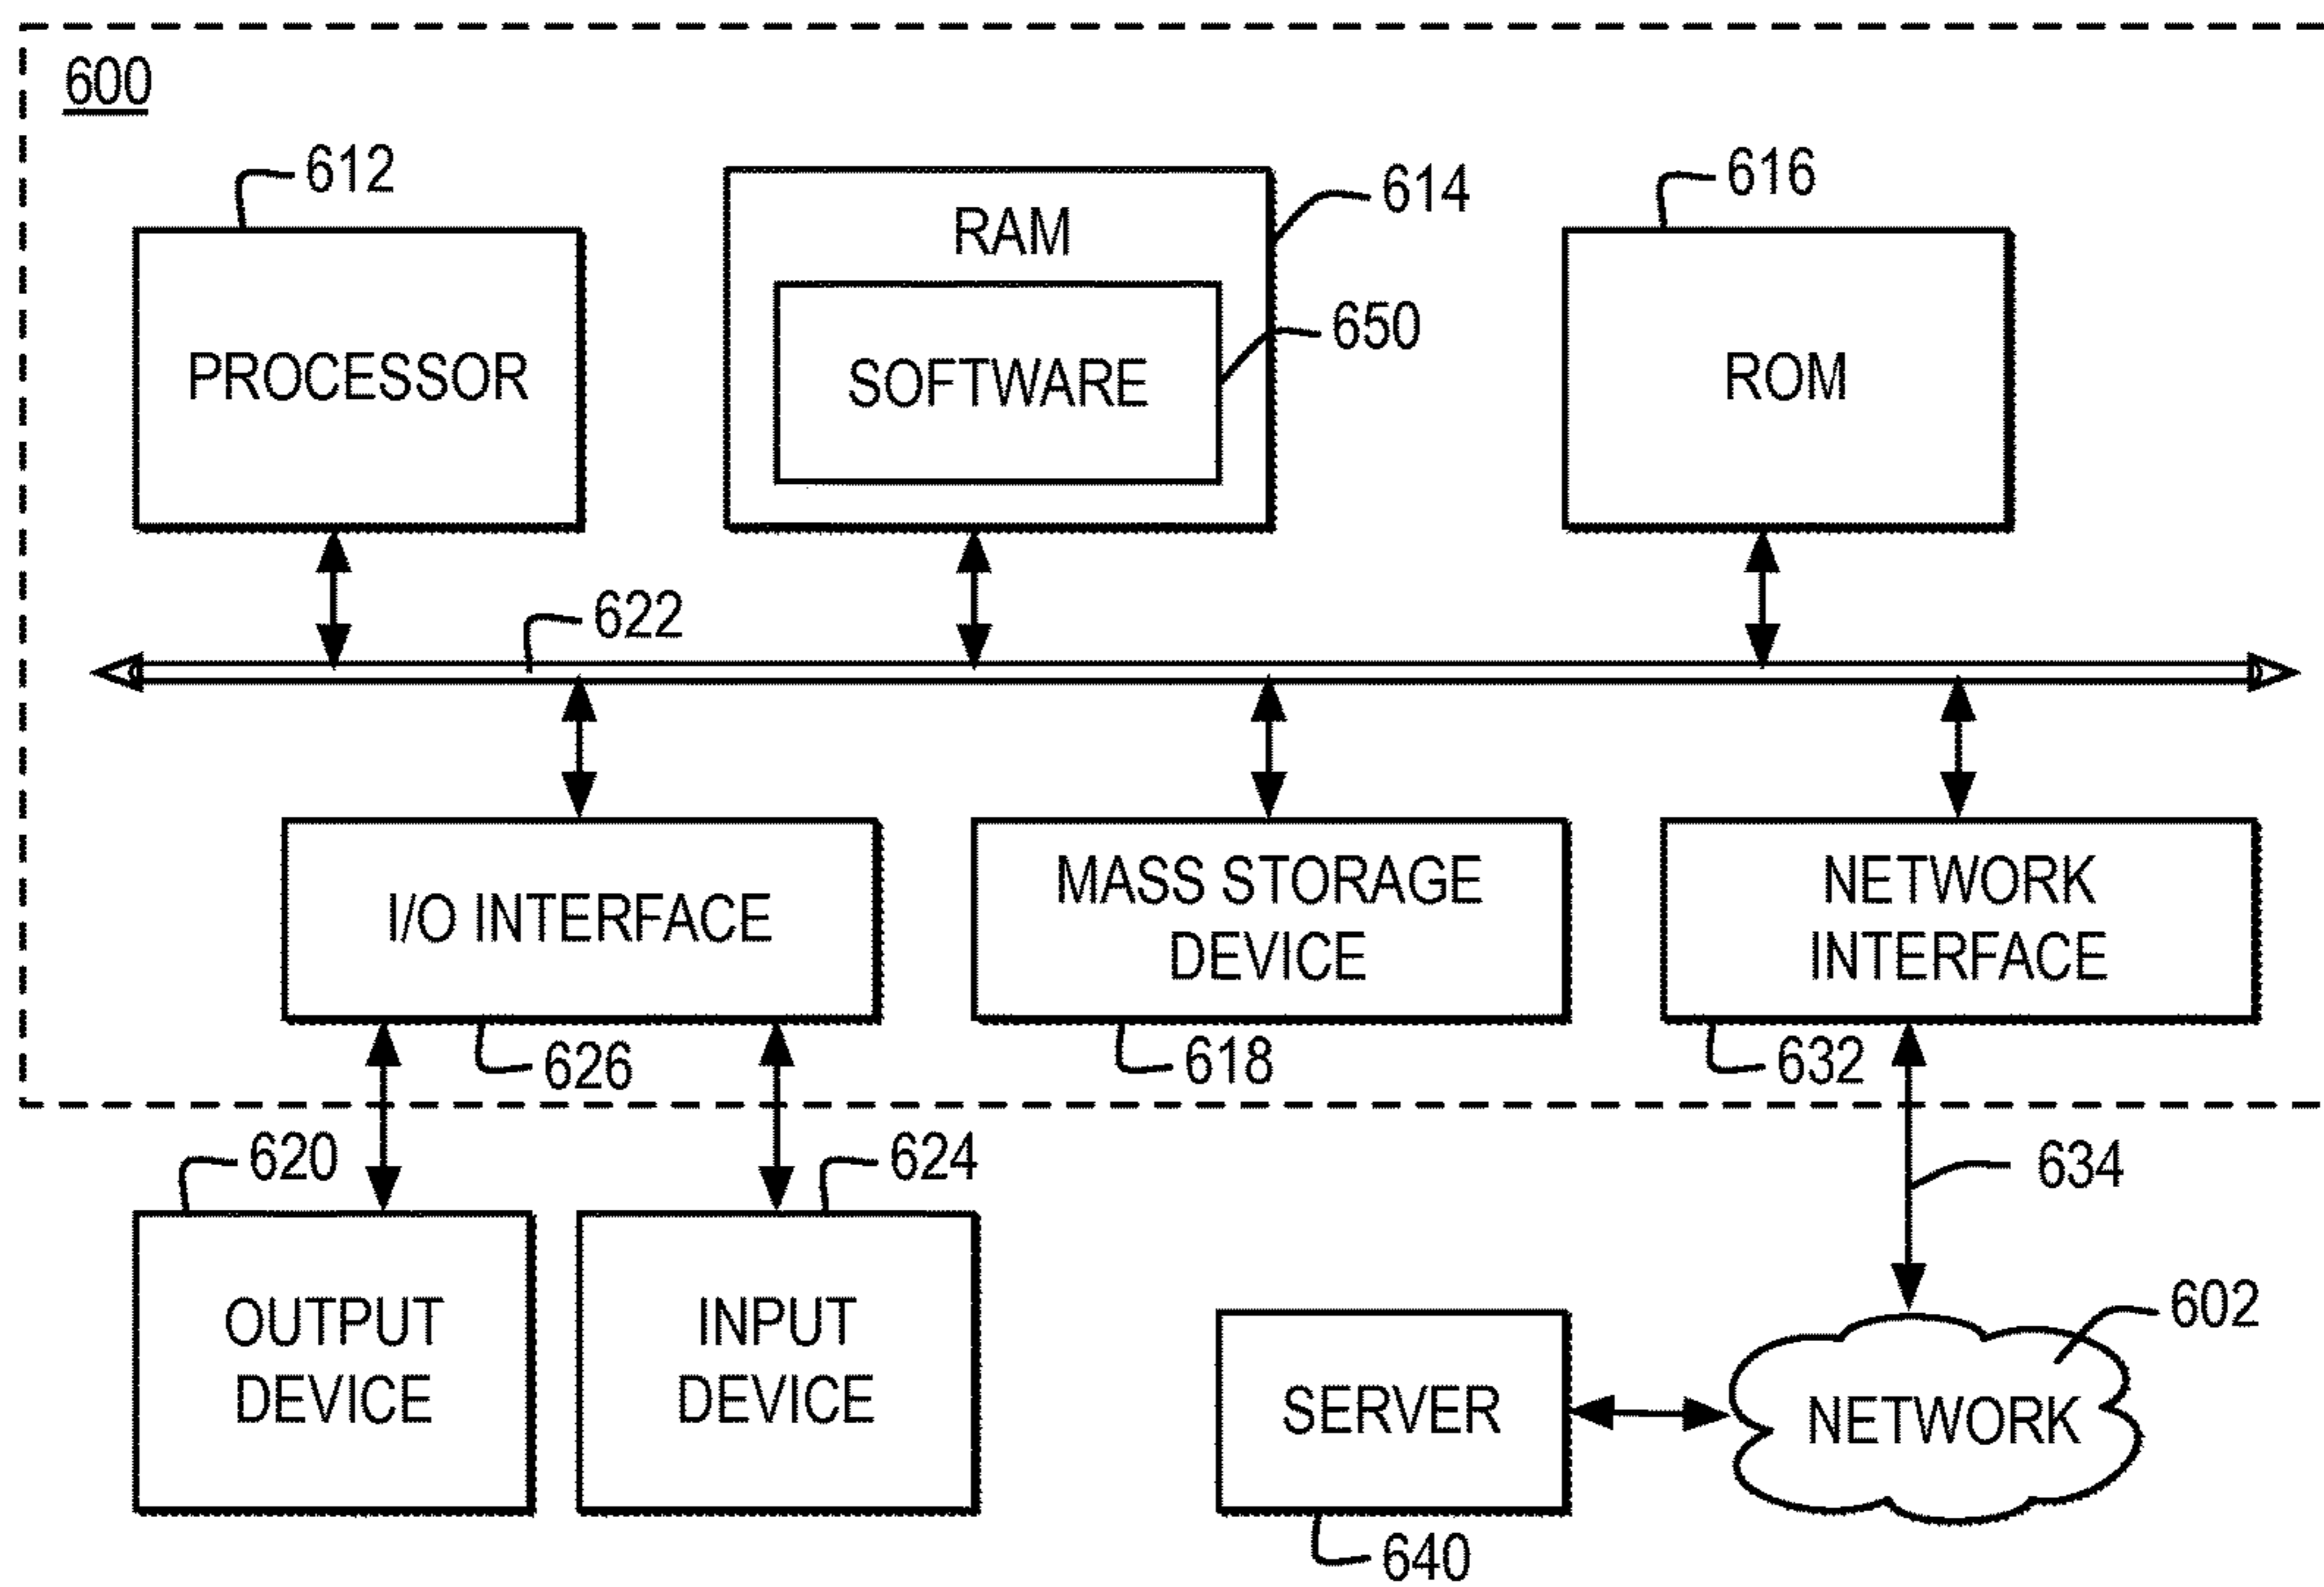 600
612
614
616
RAM
650
PROCESSOR
SOFTWARE
ROM
622
I/O INTERFACE
MASS STORAGE
DEVICE
NETWORK
INTERFACE
626
618
632
620
624
634
OUTPUT
DEVICE
INPUT
DEVICE
602
SERVER
NETWORK
640